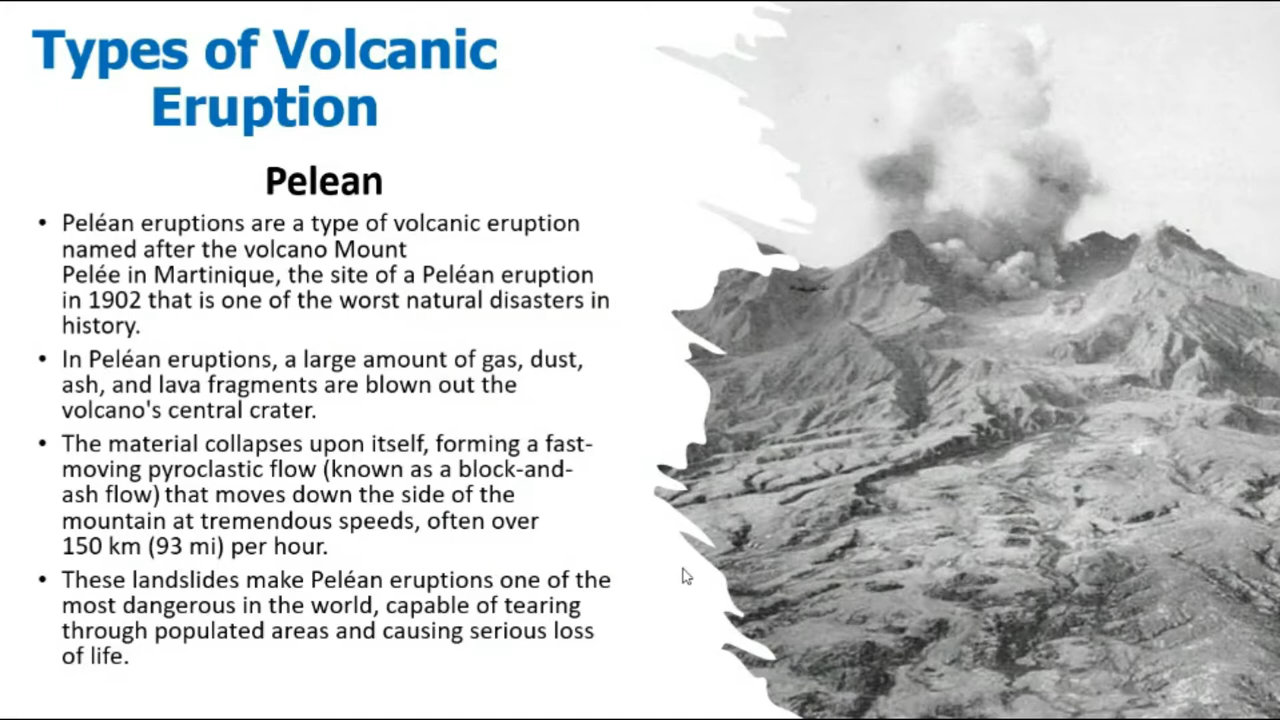 Types of Volcanic
Eruption
Pelean
• Peléan eruptions are a type of volcanic eruption
named after the volcano Mount
Pelée in Martinique, the site of a Peléan eruption
in 1902 that is one of the worst natural disasters in
history.
• In Peléan eruptions, a large amount of gas, dust,
ash, and lava fragments are blown out the
volcano's central crater.
• The material collapses upon itself, forming a fast-
moving pyroclastic flow (known as a block-and-
ash flow) that moves down the side of the
mountain at tremendous speeds, often over
150 km (93 mi) per hour.
• These landslides make Peléan eruptions one of the
most dangerous in the world, capable of tearing
through populated areas and causing serious loss
of life.